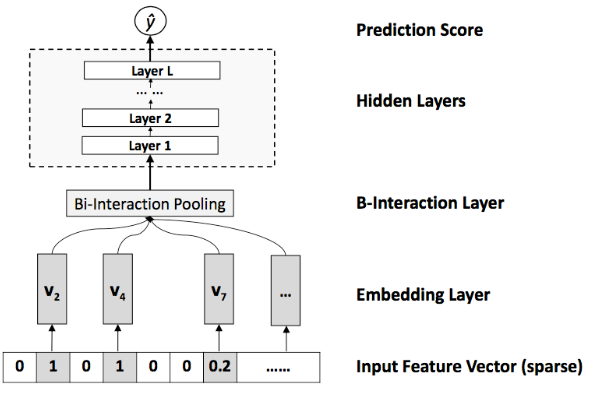 ŷ
Prediction Score
Layer L
... ...
Layer 2
Layer 1
Hidden Layers
Bi-Interaction Pooling
B-Interaction Layer
v2 v4 v7 ...
Embedding Layer
0 1 0 1 0 0 0.2 ......
Input Feature Vector (sparse)